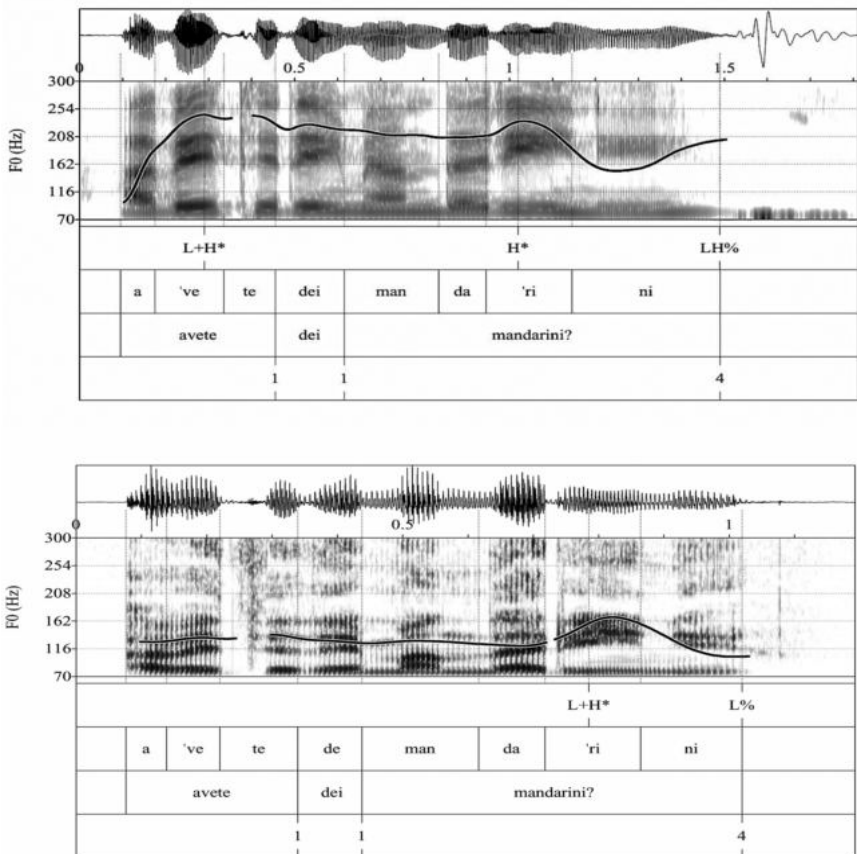 0 0.5 1 1.5
300
254
208
162
116
70
F0 (Hz)
L+H* H* LH%
a 've te dei man da 'ri ni
avete dei mandarini?
1 1 4
0 0.5 1
300
254
208
162
116
70
F0 (Hz)
L+H* L%
a 've te de man da 'ri ni
avete dei mandarini?
1 1 4